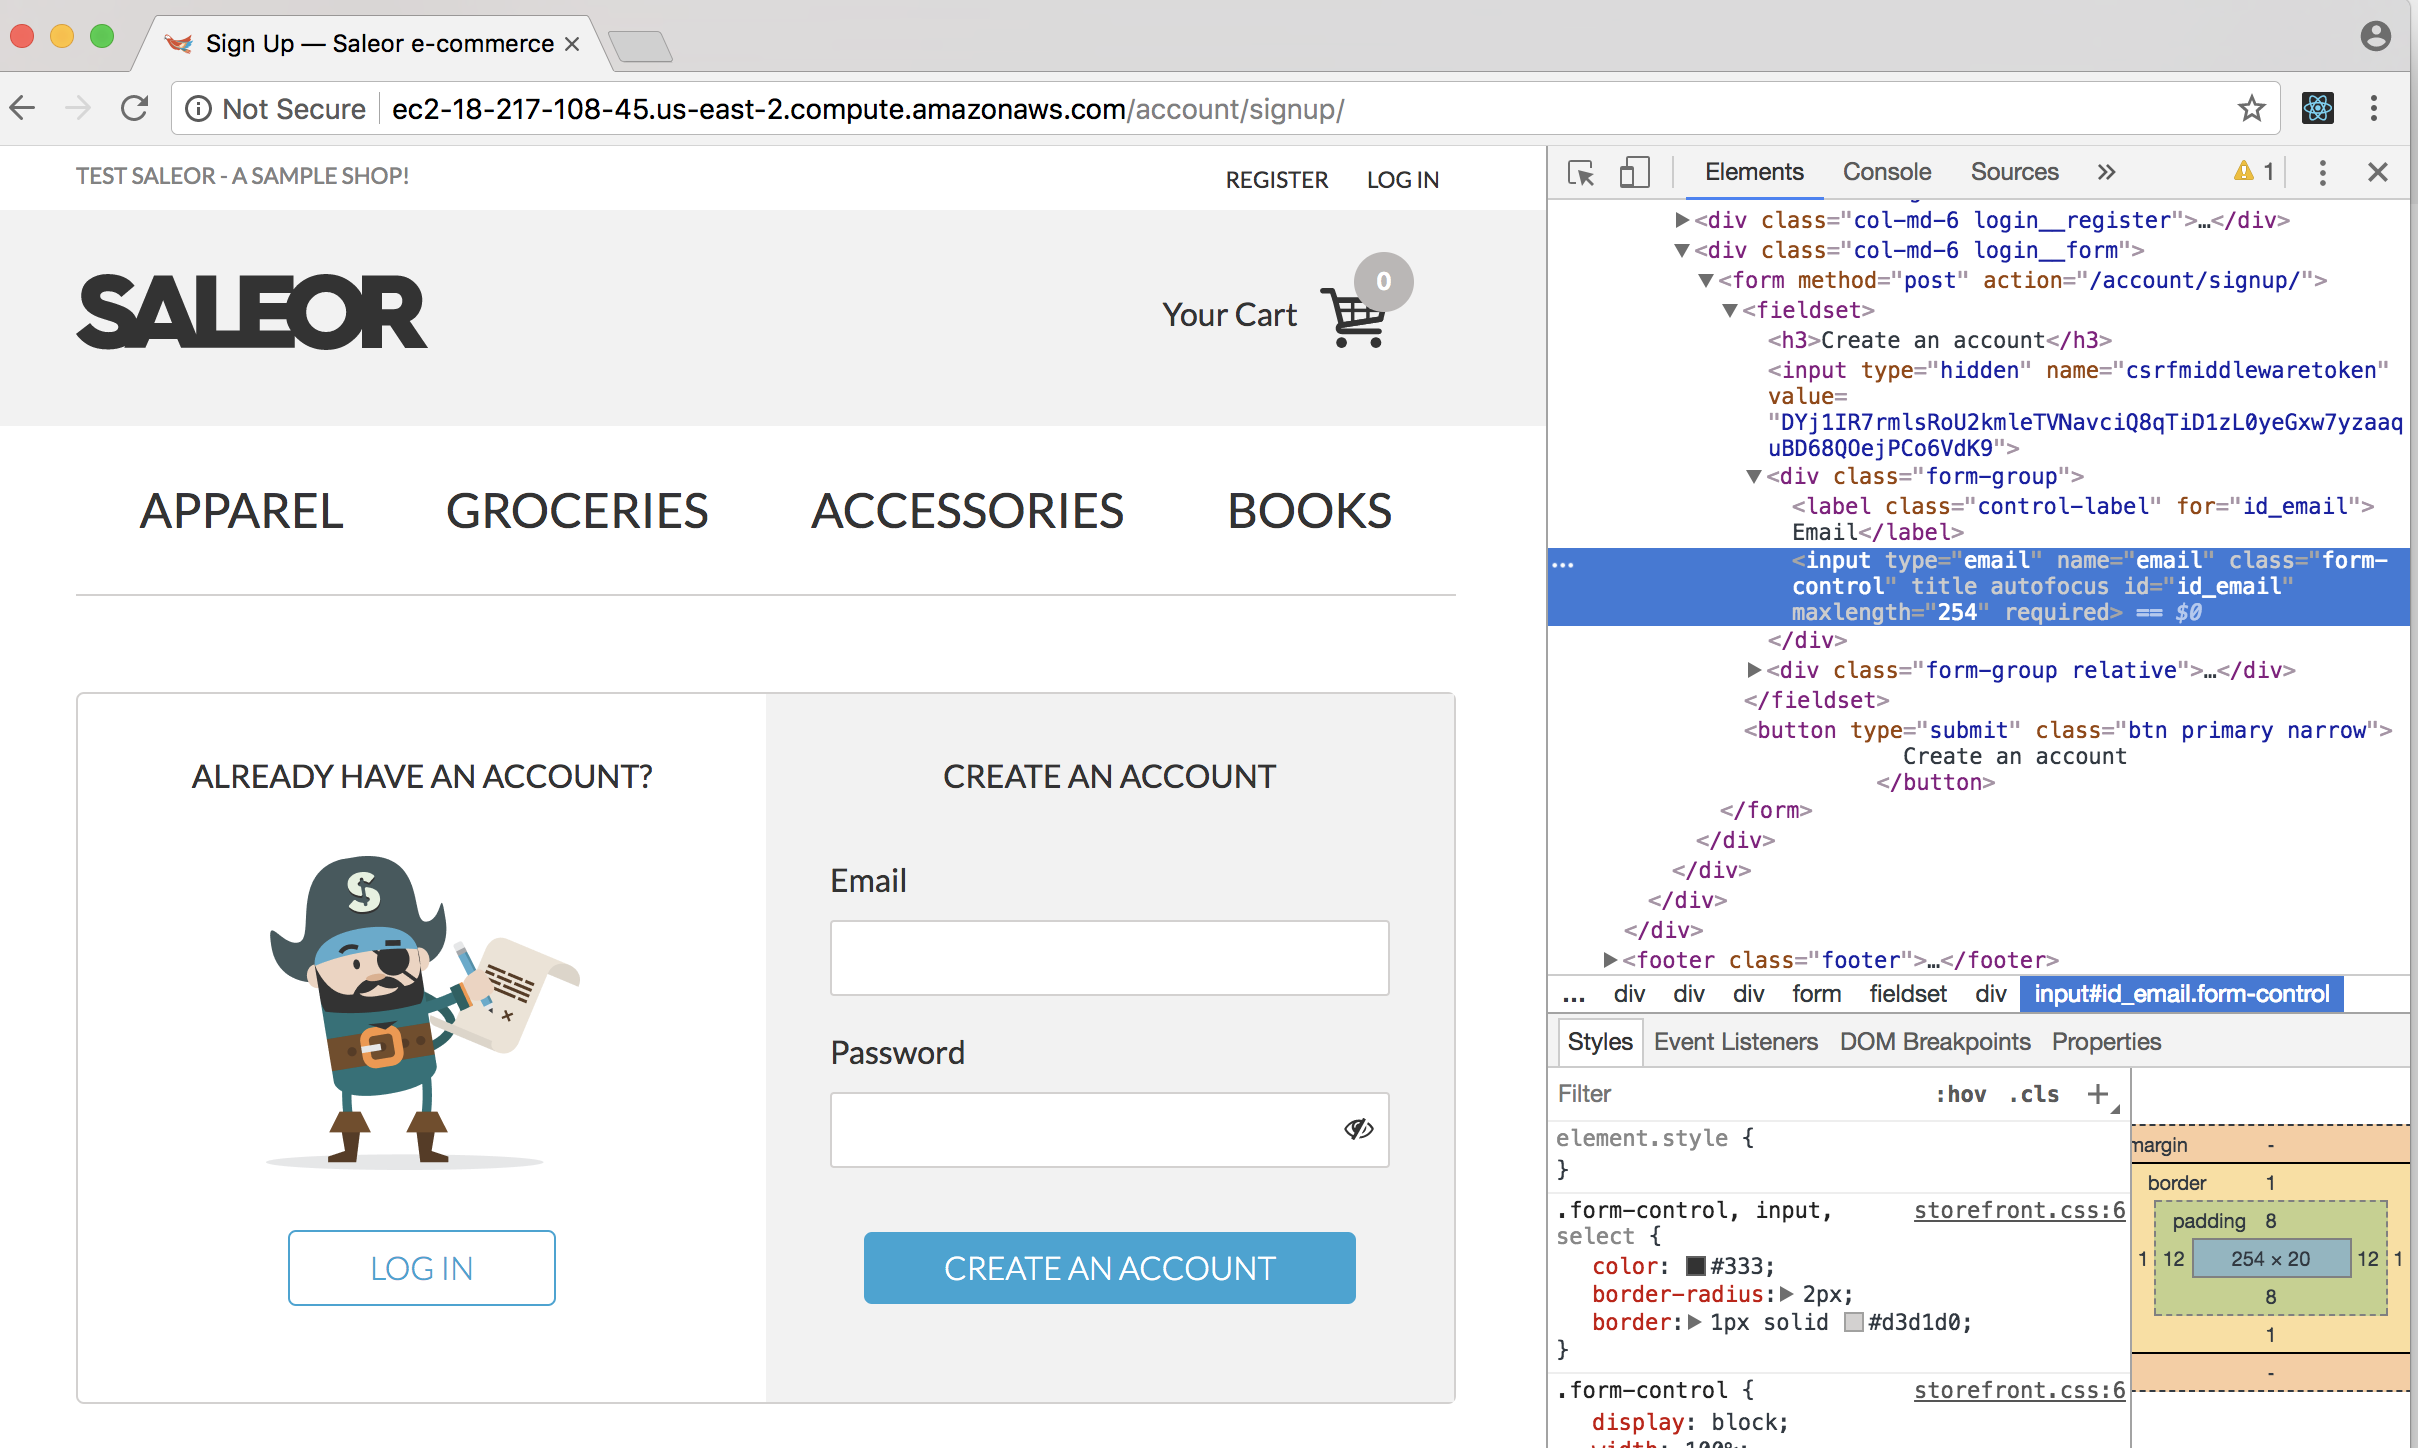 Sign Up — Saleor e-commerce ×
Not Secure ec2-18-217-108-45.us-east-2.compute.amazonaws.com/account/signup/
TEST SALEOR - A SAMPLE SHOP!
REGISTER LOG IN
SALEOR
Your Cart 0
APPAREL GROCERIES ACCESSORIES BOOKS
ALREADY HAVE AN ACCOUNT?
$
LOG IN
CREATE AN ACCOUNT
Email
Password
CREATE AN ACCOUNT
Elements Console Sources » 1
<div class="col-md-6 login__register">…</div>
<div class="col-md-6 login__form">
<form method="post" action="/account/signup/">
<fieldset>
<h3>Create an account</h3>
<input type="hidden" name="csrfmiddlewaretoken"
value=
"DYj1IR7rmlsRoU2kmleTVNavciQ8qTiD1zL0yeGxw7yzaaq
uBD68QOejPCo6VdK9">
<div class="form-group">
<label class="control-label" for="id_email">
Email</label>
… <input type="email" name="email" class="form-
control" title autofocus id="id_email"
maxlength="254" required> == $0
</div>
<div class="form-group relative">…</div>
</fieldset>
<button type="submit" class="btn primary narrow">
Create an account
</button>
</form>
</div>
</div>
</div>
</div>
<footer class="footer">…</footer>
... div div div form fieldset div input#id_email.form-control
Styles Event Listeners DOM Breakpoints Properties
Filter :hov .cls +
element.style {
}
.form-control, input, storefront.css:6
select {
color: #333;
border-radius: 2px;
border: 1px solid #d3d1d0;
}
.form-control { storefront.css:6
display: block;
width: 100%;
margin -
border 1
padding 8
1 12 254 × 20 12 1
8
1
-